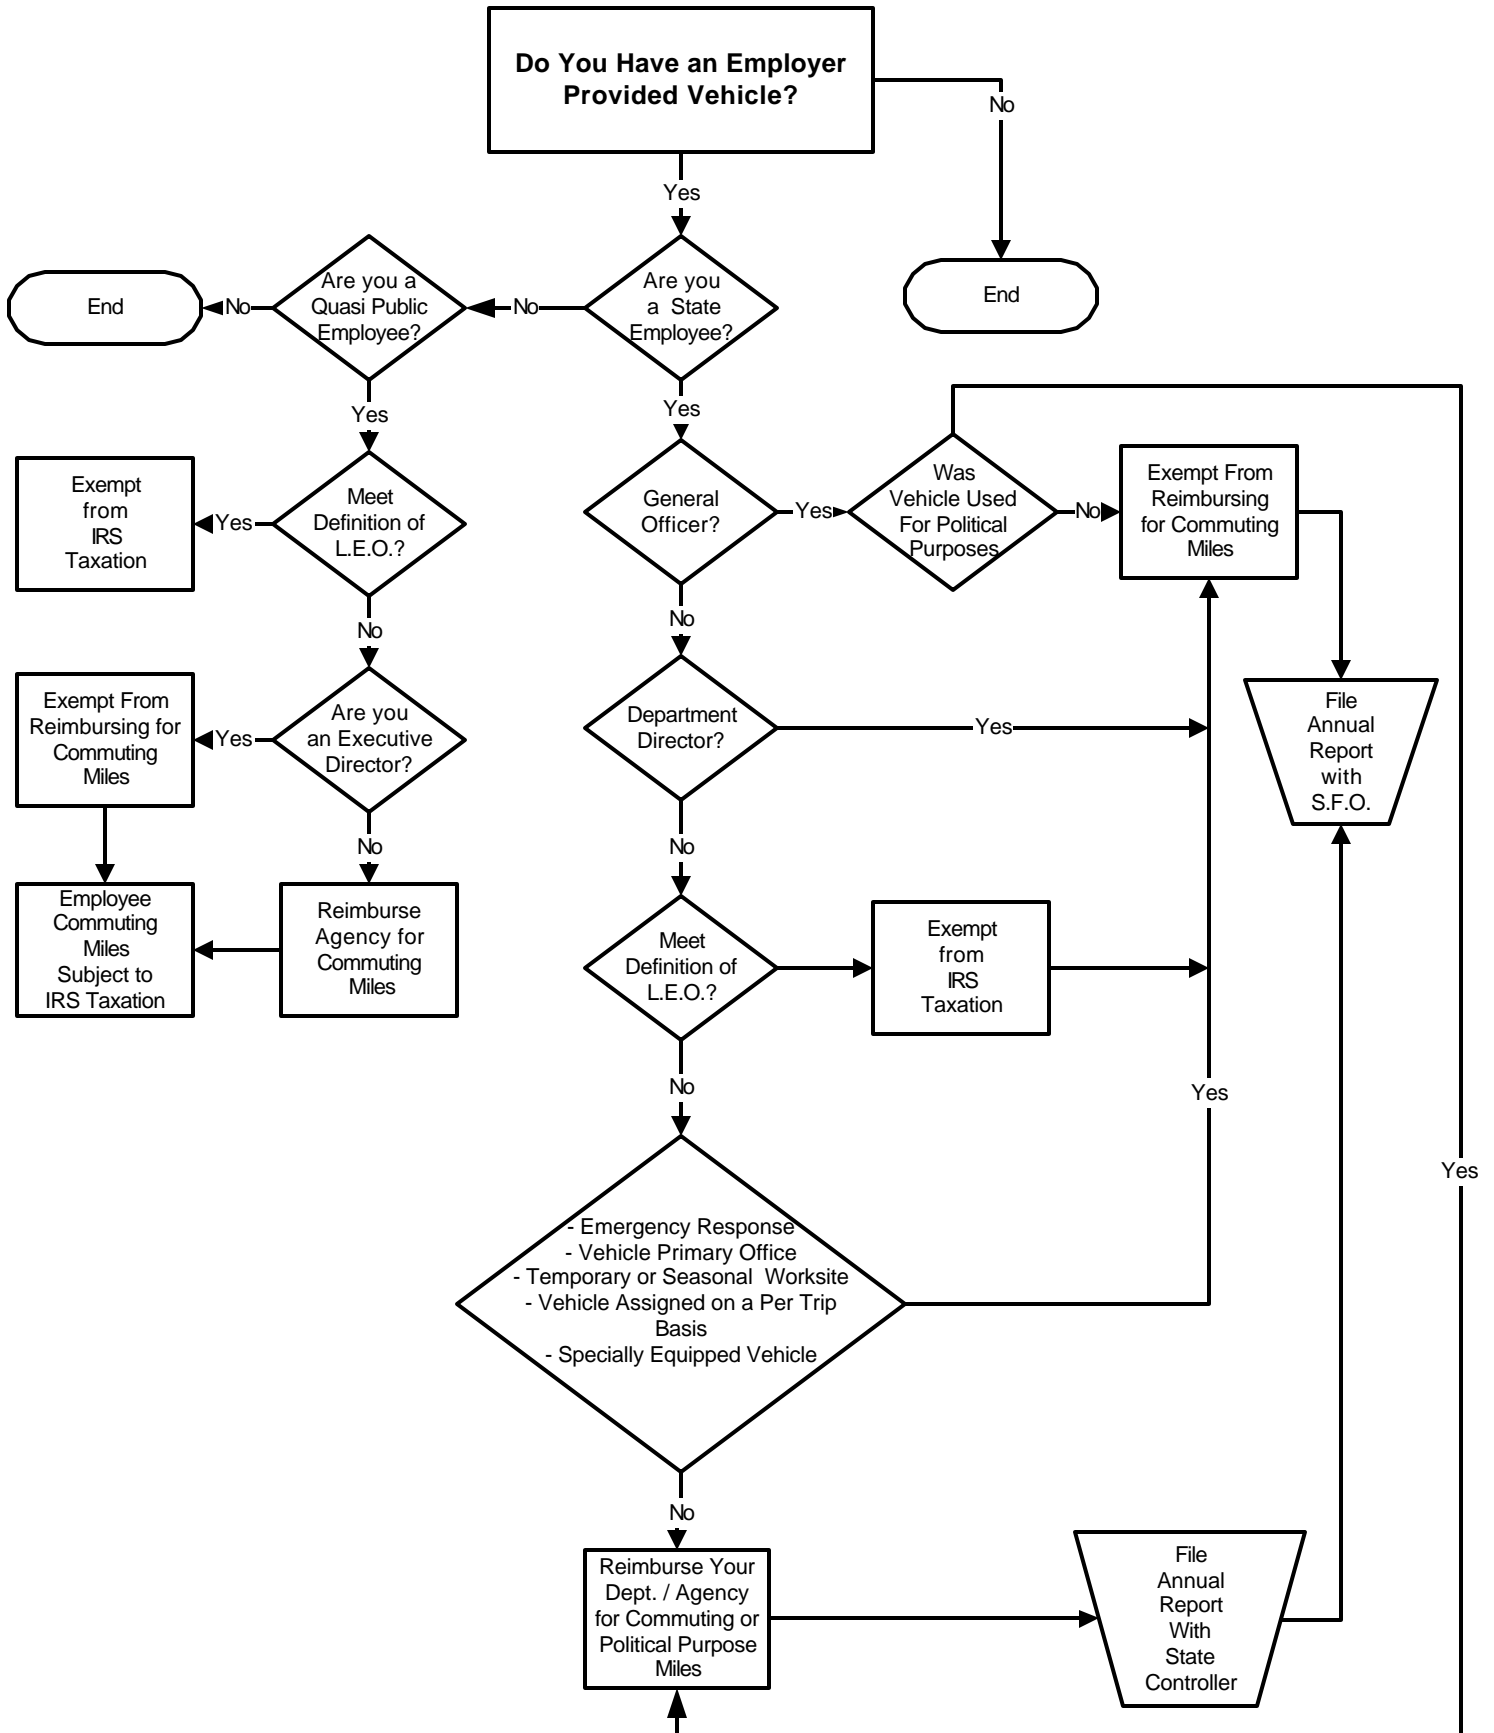 Do You Have an Employer
Provided Vehicle?
No
Yes
End
No
Are you a
Quasi Public
Employee?
No
Are you
a State
Employee?
End
Yes
Yes
Exempt
from
IRS
Taxation
Yes
Meet
Definition of
L.E.O.?
General
Officer?
Yes
Was
Vehicle Used
For Political
Purposes
No
Exempt From
Reimbursing
for Commuting
Miles
No
No
Exempt From
Reimbursing for
Commuting
Miles
Yes
Are you
an Executive
Director?
Department
Director?
Yes
File
Annual
Report
with
S.F.O.
No
No
Employee
Commuting
Miles
Subject to
IRS Taxation
Reimburse
Agency for
Commuting
Miles
Meet
Definition of
L.E.O.?
Exempt
from
IRS
Taxation
No
Yes
Yes
- Emergency Response
- Vehicle Primary Office
- Temporary or Seasonal Worksite
- Vehicle Assigned on a Per Trip
Basis
- Specially Equipped Vehicle
No
Reimburse Your
Dept. / Agency
for Commuting or
Political Purpose
Miles
File
Annual
Report
With
State
Controller